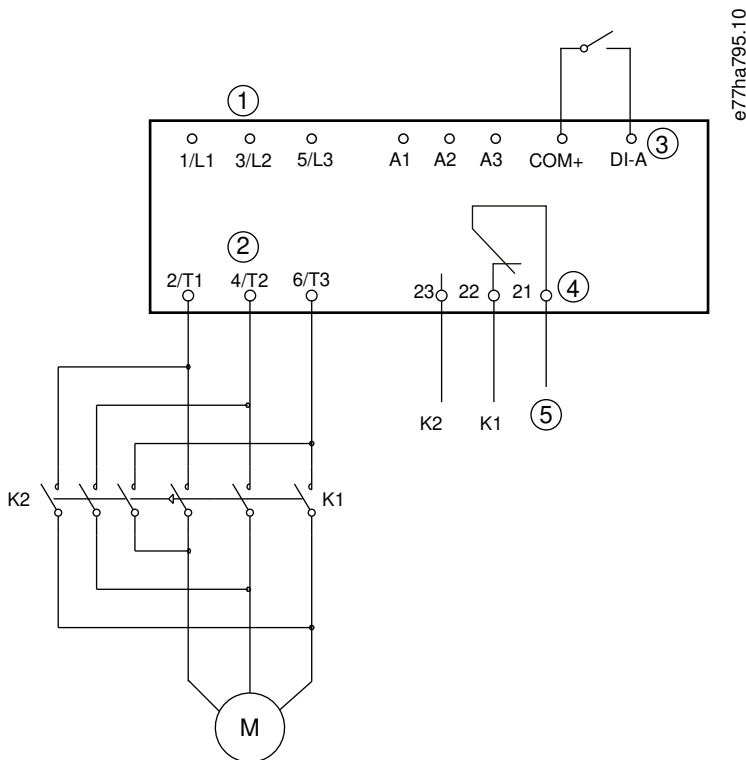 e77ha795.10
1
1/L1 3/L2 5/L3 A1 A2 A3 COM+ DI-A 3
2
2/T1 4/T2 6/T3
23 22 21 4
K2 K1 5
K2 K1
M